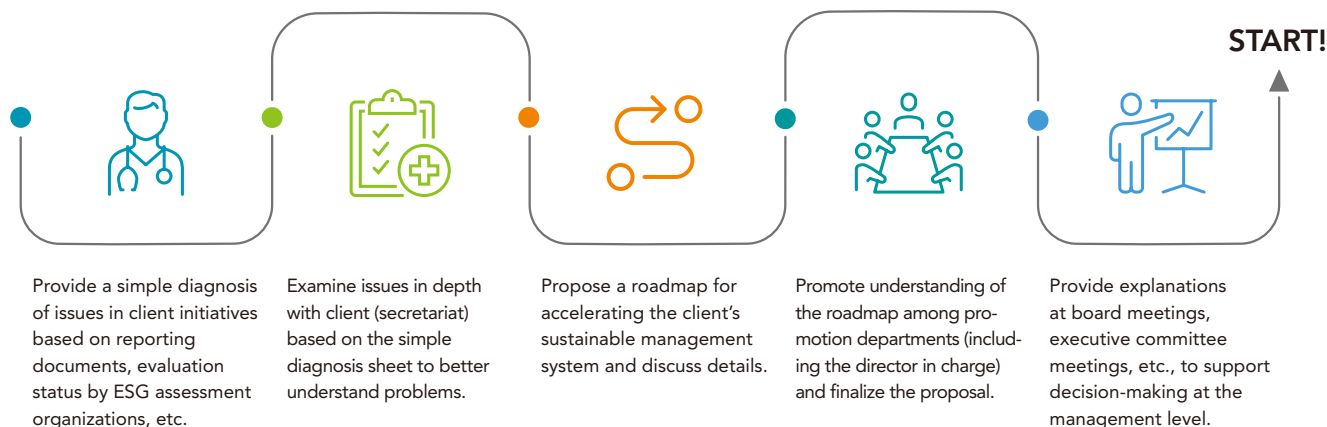 START!
Provide a simple diagnosis
of issues in client initiatives
based on reporting
documents, evaluation
status by ESG assessment
organizations, etc.
Examine issues in depth
with client (secretariat)
based on the simple
diagnosis sheet to better
understand problems.
Propose a roadmap for
accelerating the client’s
sustainable management
system and discuss details.
Promote understanding of
the roadmap among pro-
motion departments (includ-
ing the director in charge)
and finalize the proposal.
Provide explanations
at board meetings,
executive committee
meetings, etc., to support
decision-making at the
management level.